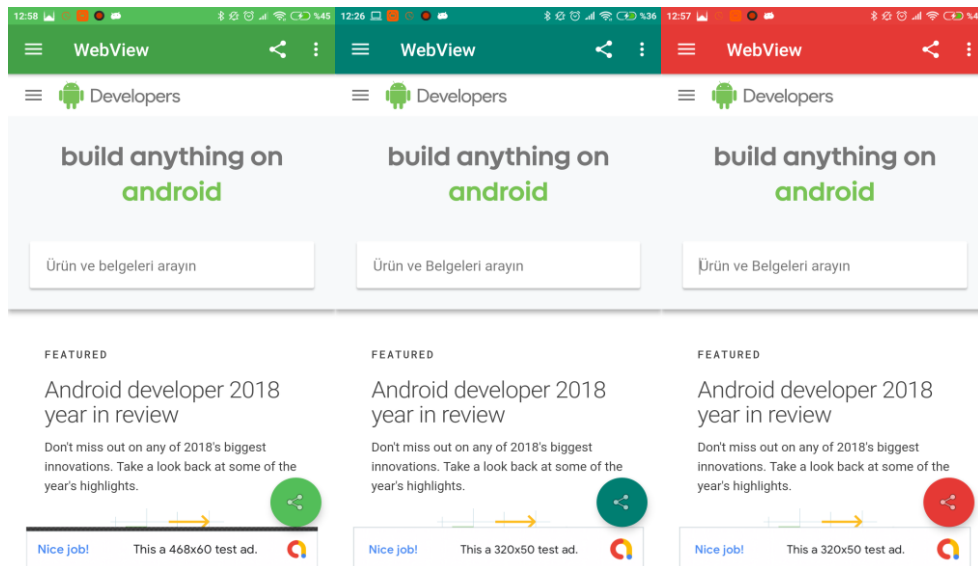 12:58 %45
WebView
Developers
build anything on
android
Ürün ve belgeleri arayın
FEATURED
Android developer 2018
year in review
Don't miss out on any of 2018's biggest
innovations. Take a look back at some of the
year's highlights.
Nice job! This a 468x60 test ad.
12:26 %36
WebView
Developers
build anything on
android
Ürün ve Belgeleri arayın
FEATURED
Android developer 2018
year in review
Don't miss out on any of 2018's biggest
innovations. Take a look back at some of the
year's highlights.
Nice job! This a 320x50 test ad.
12:57
WebView
Developers
build anything on
android
Ürün ve Belgeleri arayın
FEATURED
Android developer 2018
year in review
Don't miss out on any of 2018's biggest
innovations. Take a look back at some of the
year's highlights.
Nice job! This a 320x50 test ad.